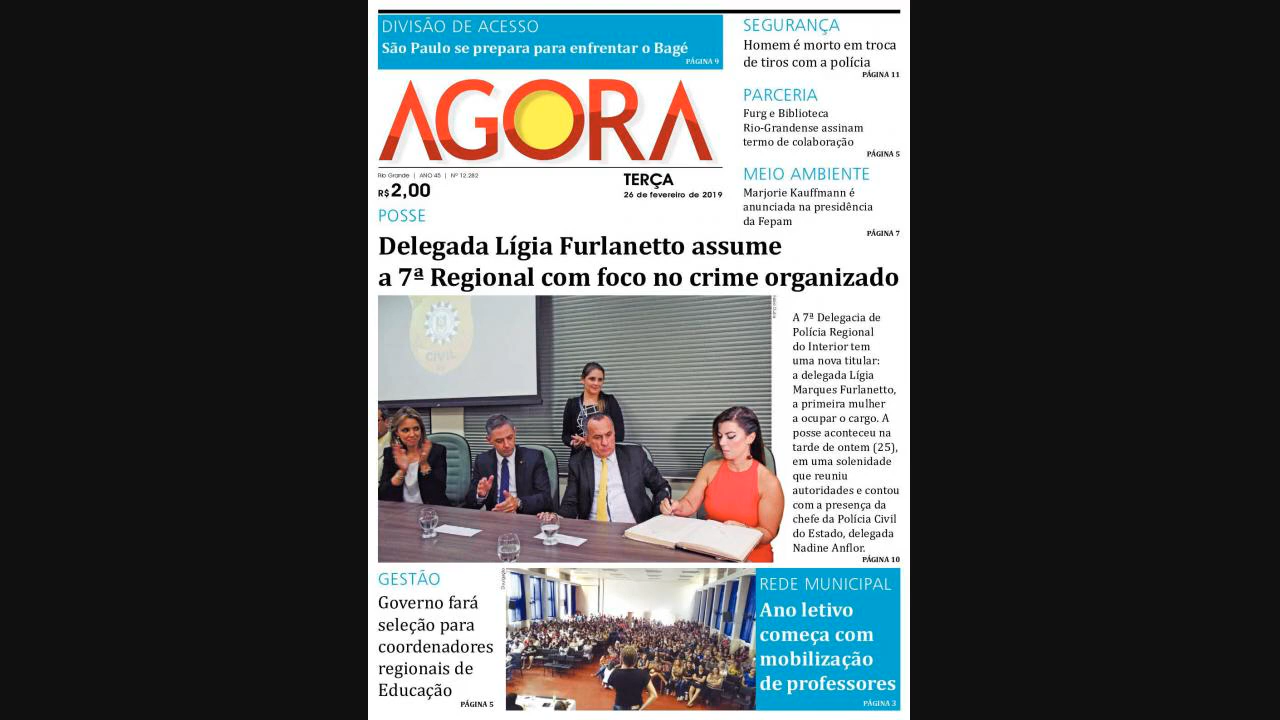 DIVISÃO DE ACESSO
São Paulo se prepara para enfrentar o Bagé
PÁGINA 9
SEGURANÇA
Homem é morto em troca
de tiros com a polícia
PÁGINA 11
PARCERIA
Furg e Biblioteca
Rio-Grandense assinam
termo de colaboração
PÁGINA 5
MEIO AMBIENTE
Marjorie Kauffmann é
anunciada na presidência
da Fepam
PÁGINA 7
AGORA
Rio Grande | ANO 45 | Nº 12.282
R$ 2,00
TERÇA
26 de fevereiro de 2019
POSSE
Delegada Lígia Furlanetto assume
a 7ª Regional com foco no crime organizado
CIVIL
A 7ª Delegacia de
Polícia Regional
do Interior tem
uma nova titular:
a delegada Lígia
Marques Furlanetto,
a primeira mulher
a ocupar o cargo. A
posse aconteceu na
tarde de ontem (25),
em uma solenidade
que reuniu
autoridades e contou
com a presença da
chefe da Polícia Civil
do Estado, delegada
Nadine Anflor.
PÁGINA 10
GESTÃO
Governo fará
seleção para
coordenadores
regionais de
Educação
PÁGINA 5
Divulgação
REDE MUNICIPAL
Ano letivo
começa com
mobilização
de professores
PÁGINA 3